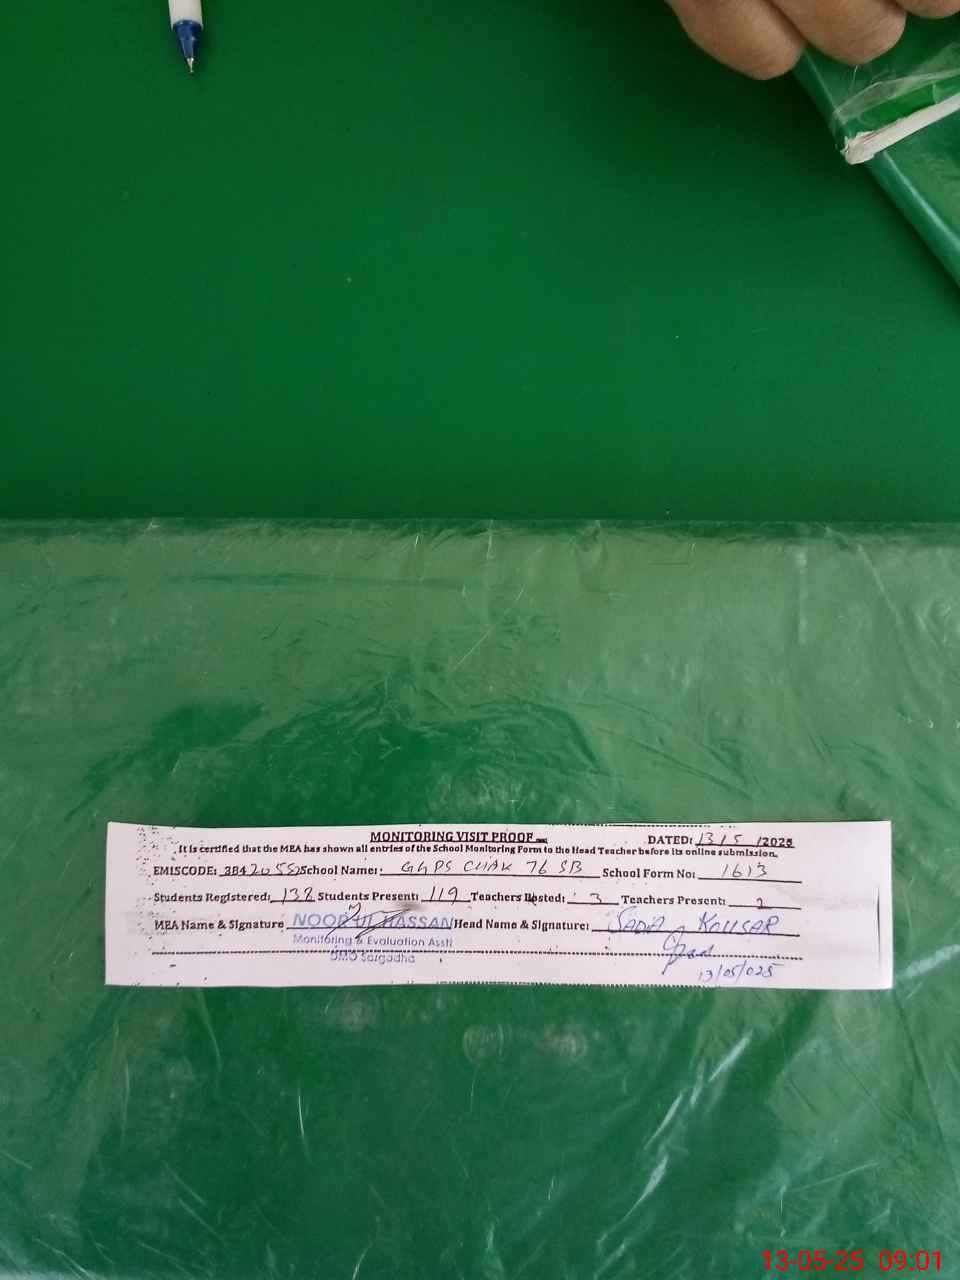 MONITORING VISIT PROOF
DATED: 13/5/2025
It is certified that the MEA has shown all entries of the School Monitoring Form to the Head Teacher before its online submission.
EMISCODE: 3842055 School Name: GGPS CHAK 76 SB School Form No: 1613
Students Registered: 138 Students Present: 119 Teachers Posted: 3 Teachers Present: 2
MEA Name & Signature NOOR UL HASSAN Head Name & Signature: SADIA KOUSAR
Monitoring & Evaluation Asstt
DMO Sargodha
13/05/025
13-05-25 09:01